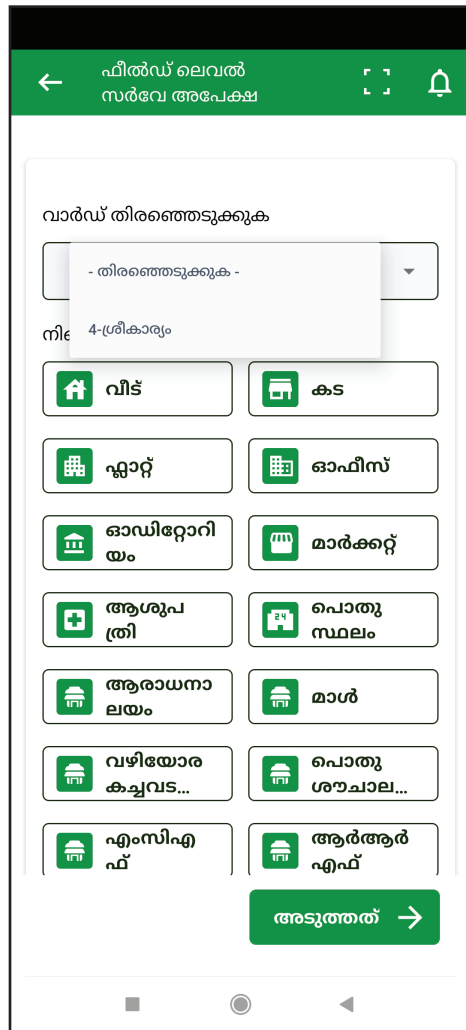 ഫീൽഡ് ലെവൽ
സർവേ അപേക്ഷ
വാർഡ് തിരഞ്ഞെടുക്കുക
- തിരഞ്ഞെടുക്കുക -
4-ശ്രീകാര്യം
വീട്
കട
ഫ്ലാറ്റ്
ഓഫീസ്
ഓഡിറ്റോറി
യം
മാർക്കറ്റ്
ആശുപ
ത്രി
പൊതു
സ്ഥലം
ആരാധനാ
ലയം
മാൾ
വഴിയോര
കച്ചവട...
പൊതു
ശൗചാല...
എംസിഎ
ഫ്
ആർആർ
എഫ്
അടുത്തത്